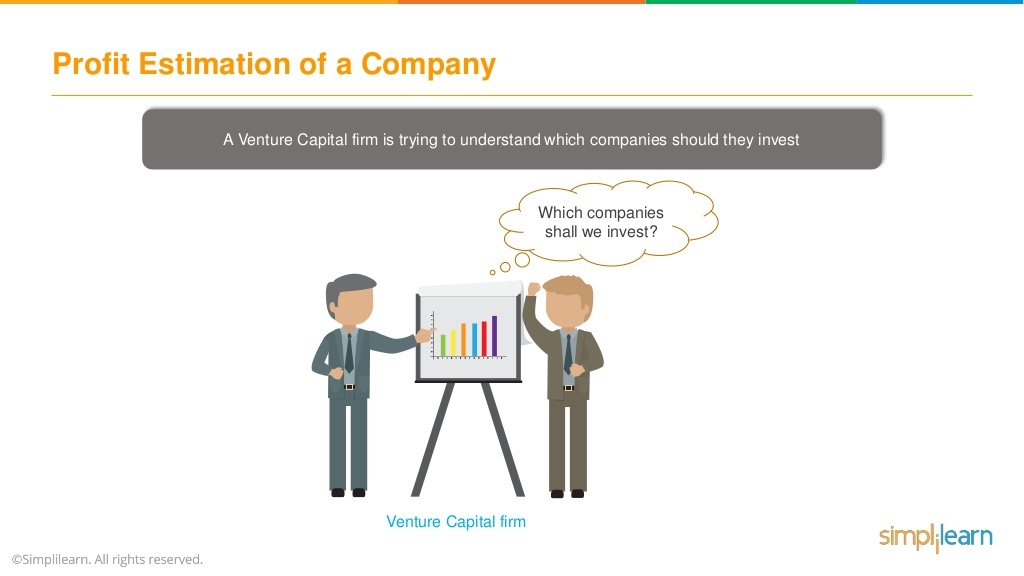 Profit Estimation of a Company
A Venture Capital firm is trying to understand which companies should they invest
Which companies
shall we invest?
Venture Capital firm
simplilearn
©Simplilearn. All rights reserved.